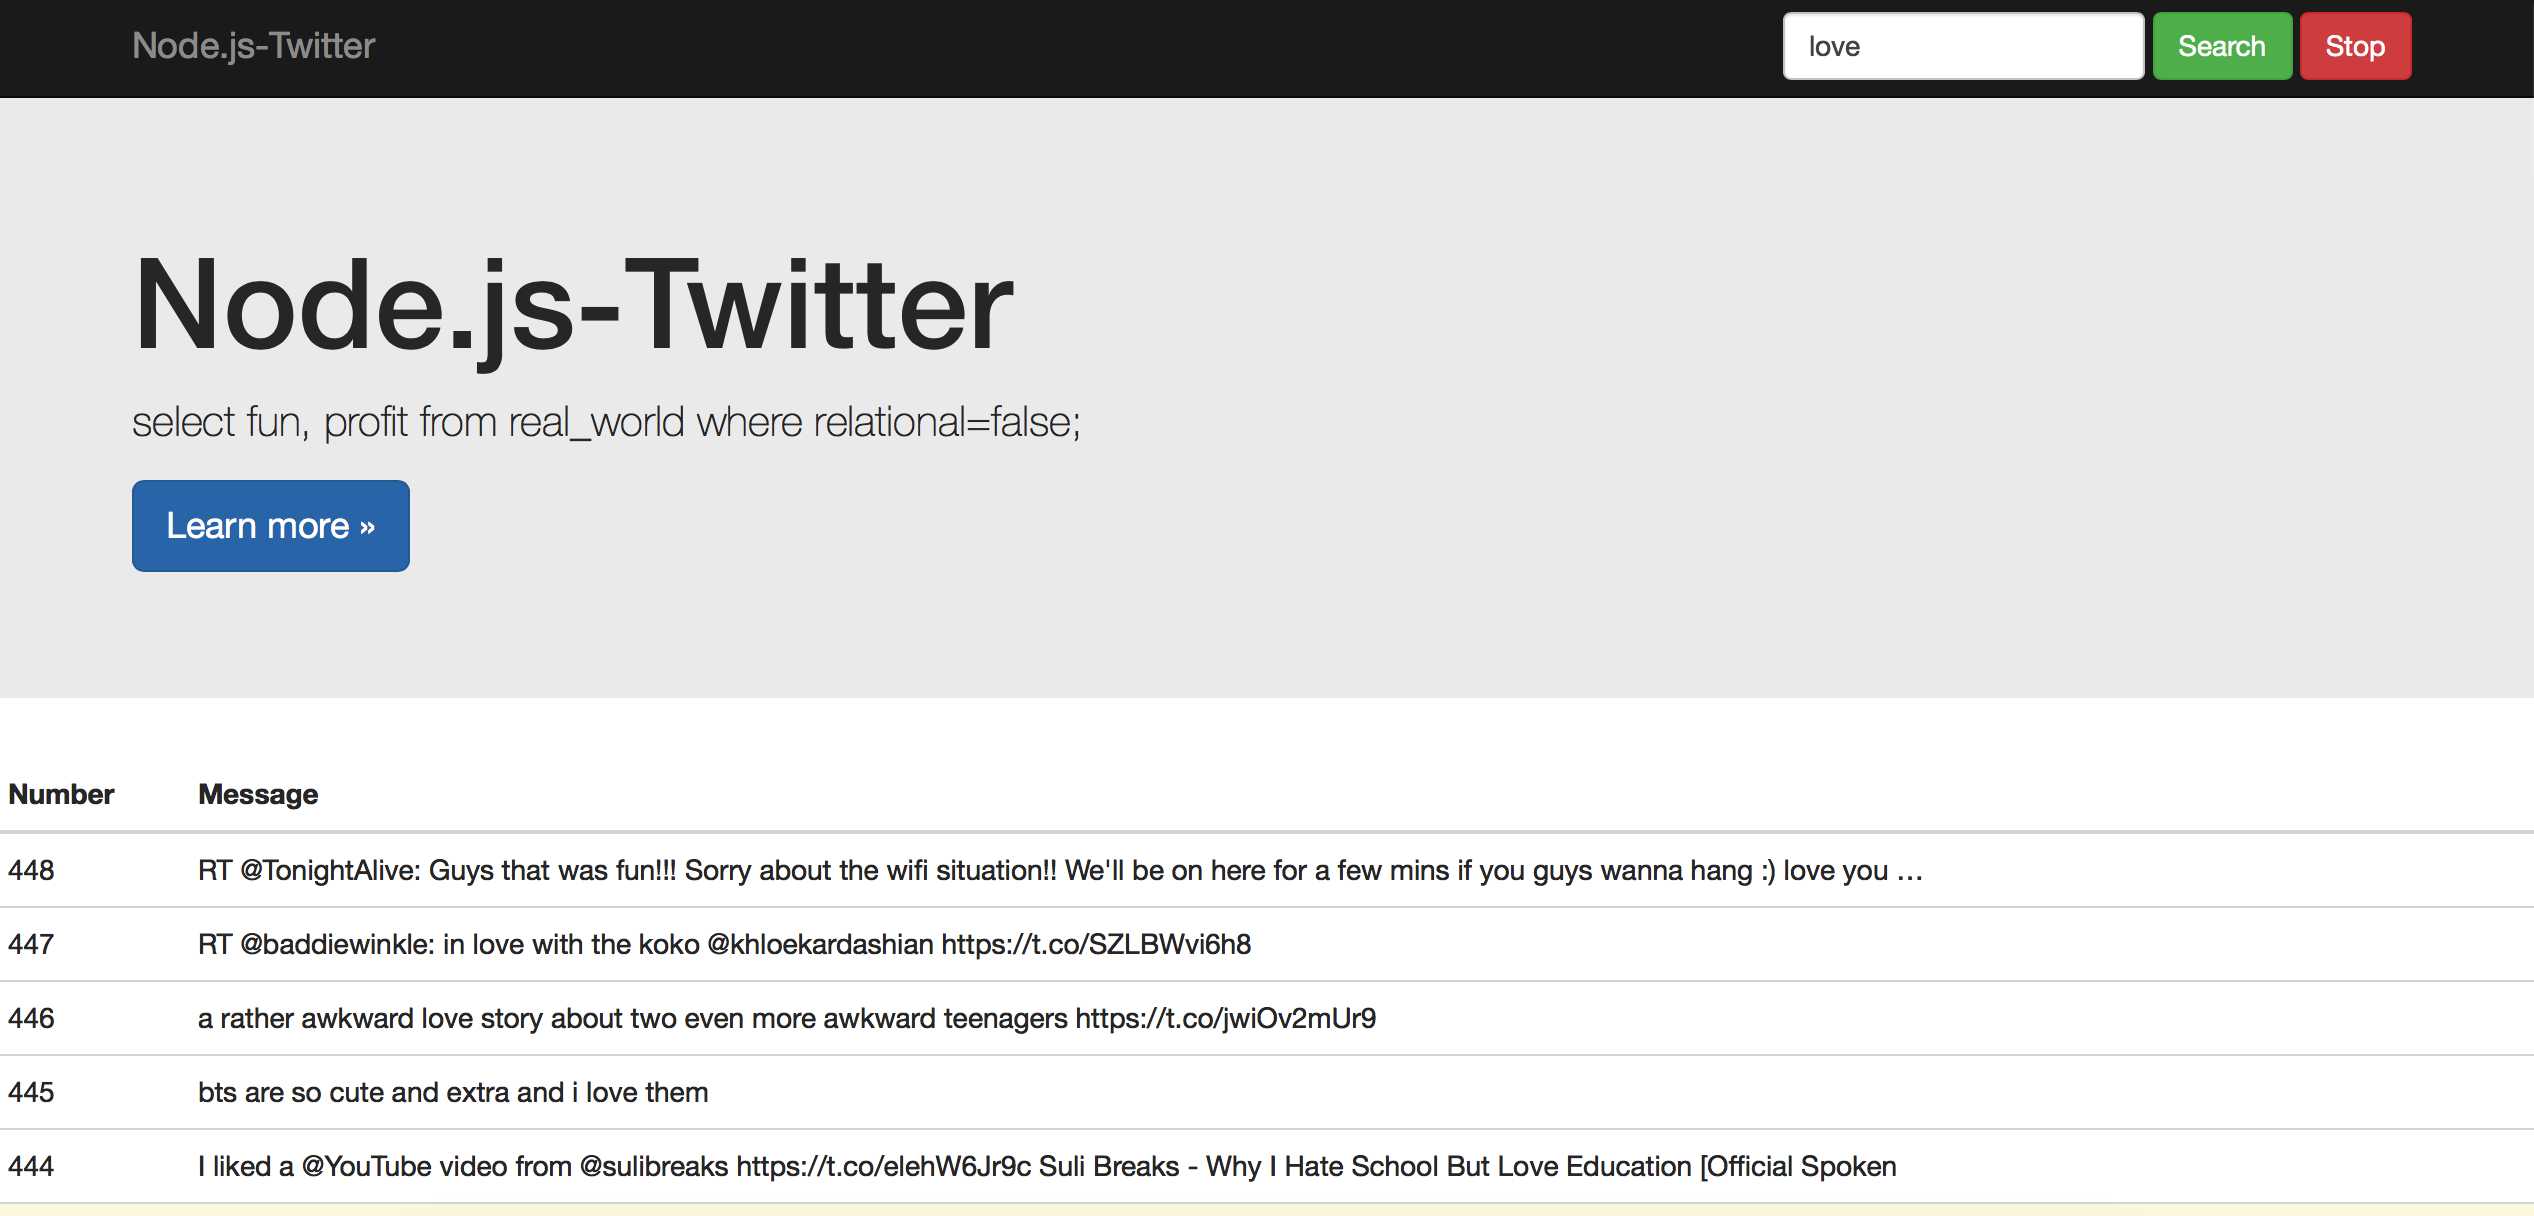 Node.js-Twitter
love
Search
Stop
Node.js-Twitter
select fun, profit from real_world where relational=false;
Learn more »
Number Message
448 RT @TonightAlive: Guys that was fun!!! Sorry about the wifi situation!! We'll be on here for a few mins if you guys wanna hang :) love you …
447 RT @baddiewinkle: in love with the koko @khloekardashian https://t.co/SZLBWvi6h8
446 a rather awkward love story about two even more awkward teenagers https://t.co/jwiOv2mUr9
445 bts are so cute and extra and i love them
444 I liked a @YouTube video from @sulibreaks https://t.co/elehW6Jr9c Suli Breaks - Why I Hate School But Love Education [Official Spoken